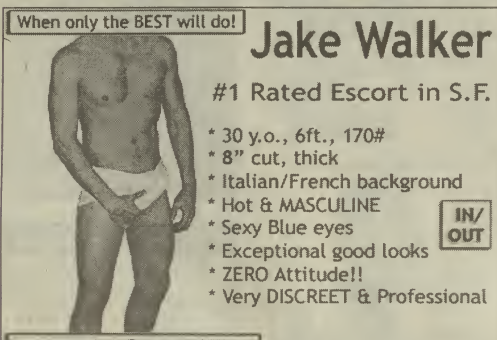 When only the BEST will do!
Jake Walker
#1 Rated Escort in S.F.
* 30 y.o., 6ft., 170#
* 8" cut, thick
* Italian/French background
* Hot & MASCULINE
* Sexy Blue eyes
* Exceptional good looks
* ZERO Attitude!!
* Very DISCREET & Professional
IN/
OUT